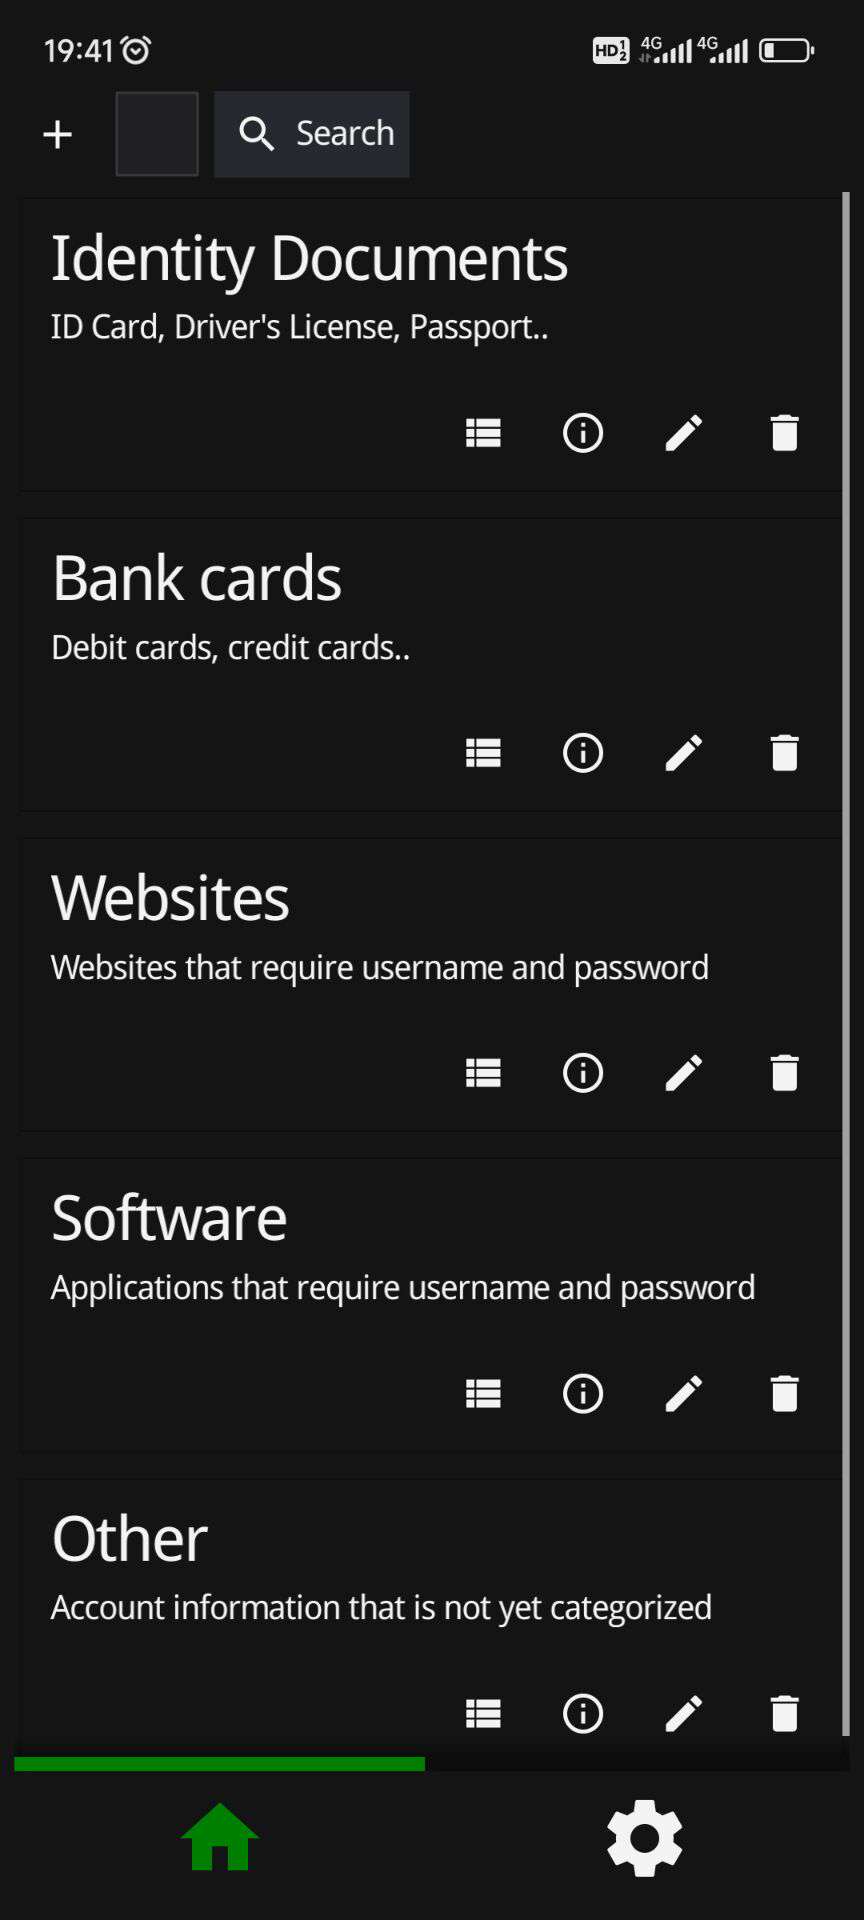 19:41 HD 1 2 4G 4G
Search
Identity Documents
ID Card, Driver's License, Passport..
Bank cards
Debit cards, credit cards..
Websites
Websites that require username and password
Software
Applications that require username and password
Other
Account information that is not yet categorized